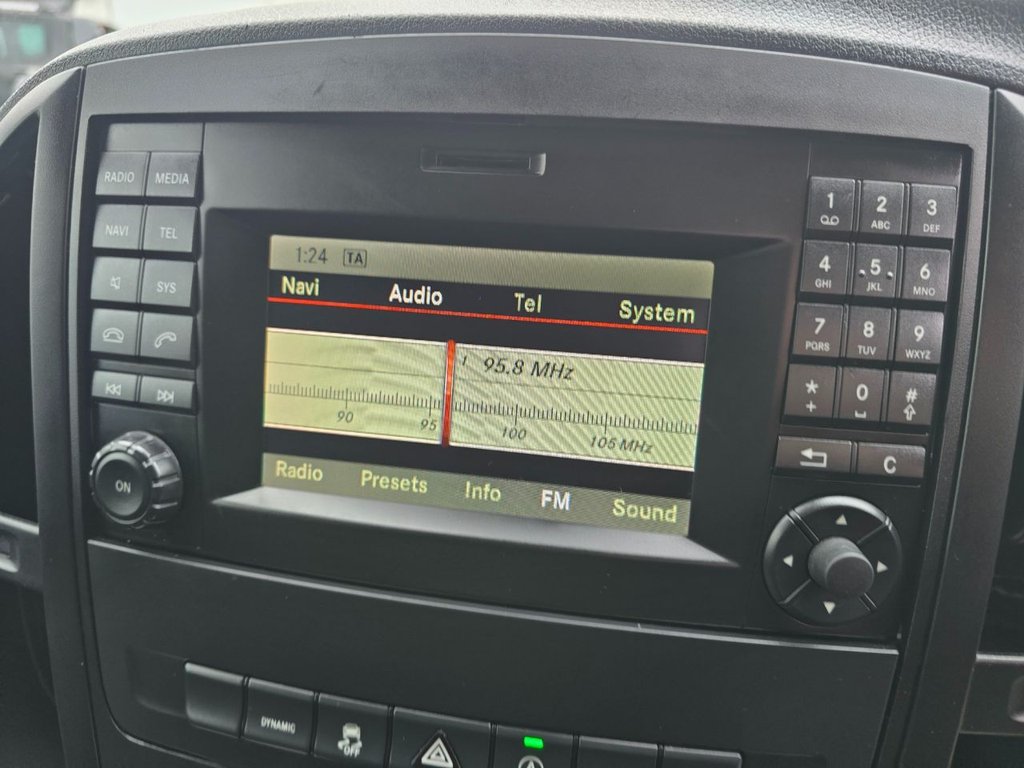 RADIO MEDIA
NAVI TEL
SYS
ON
1:24 TA
Navi Audio Tel System
95.8 MHz
90 95 100 105 MHz
Radio Presets Info FM Sound
1 2 ABC 3 DEF
4 GHI 5 JKL 6 MNO
7 PQRS 8 TUV 9 WXYZ
* + 0 #
C
DYNAMIC
OFF